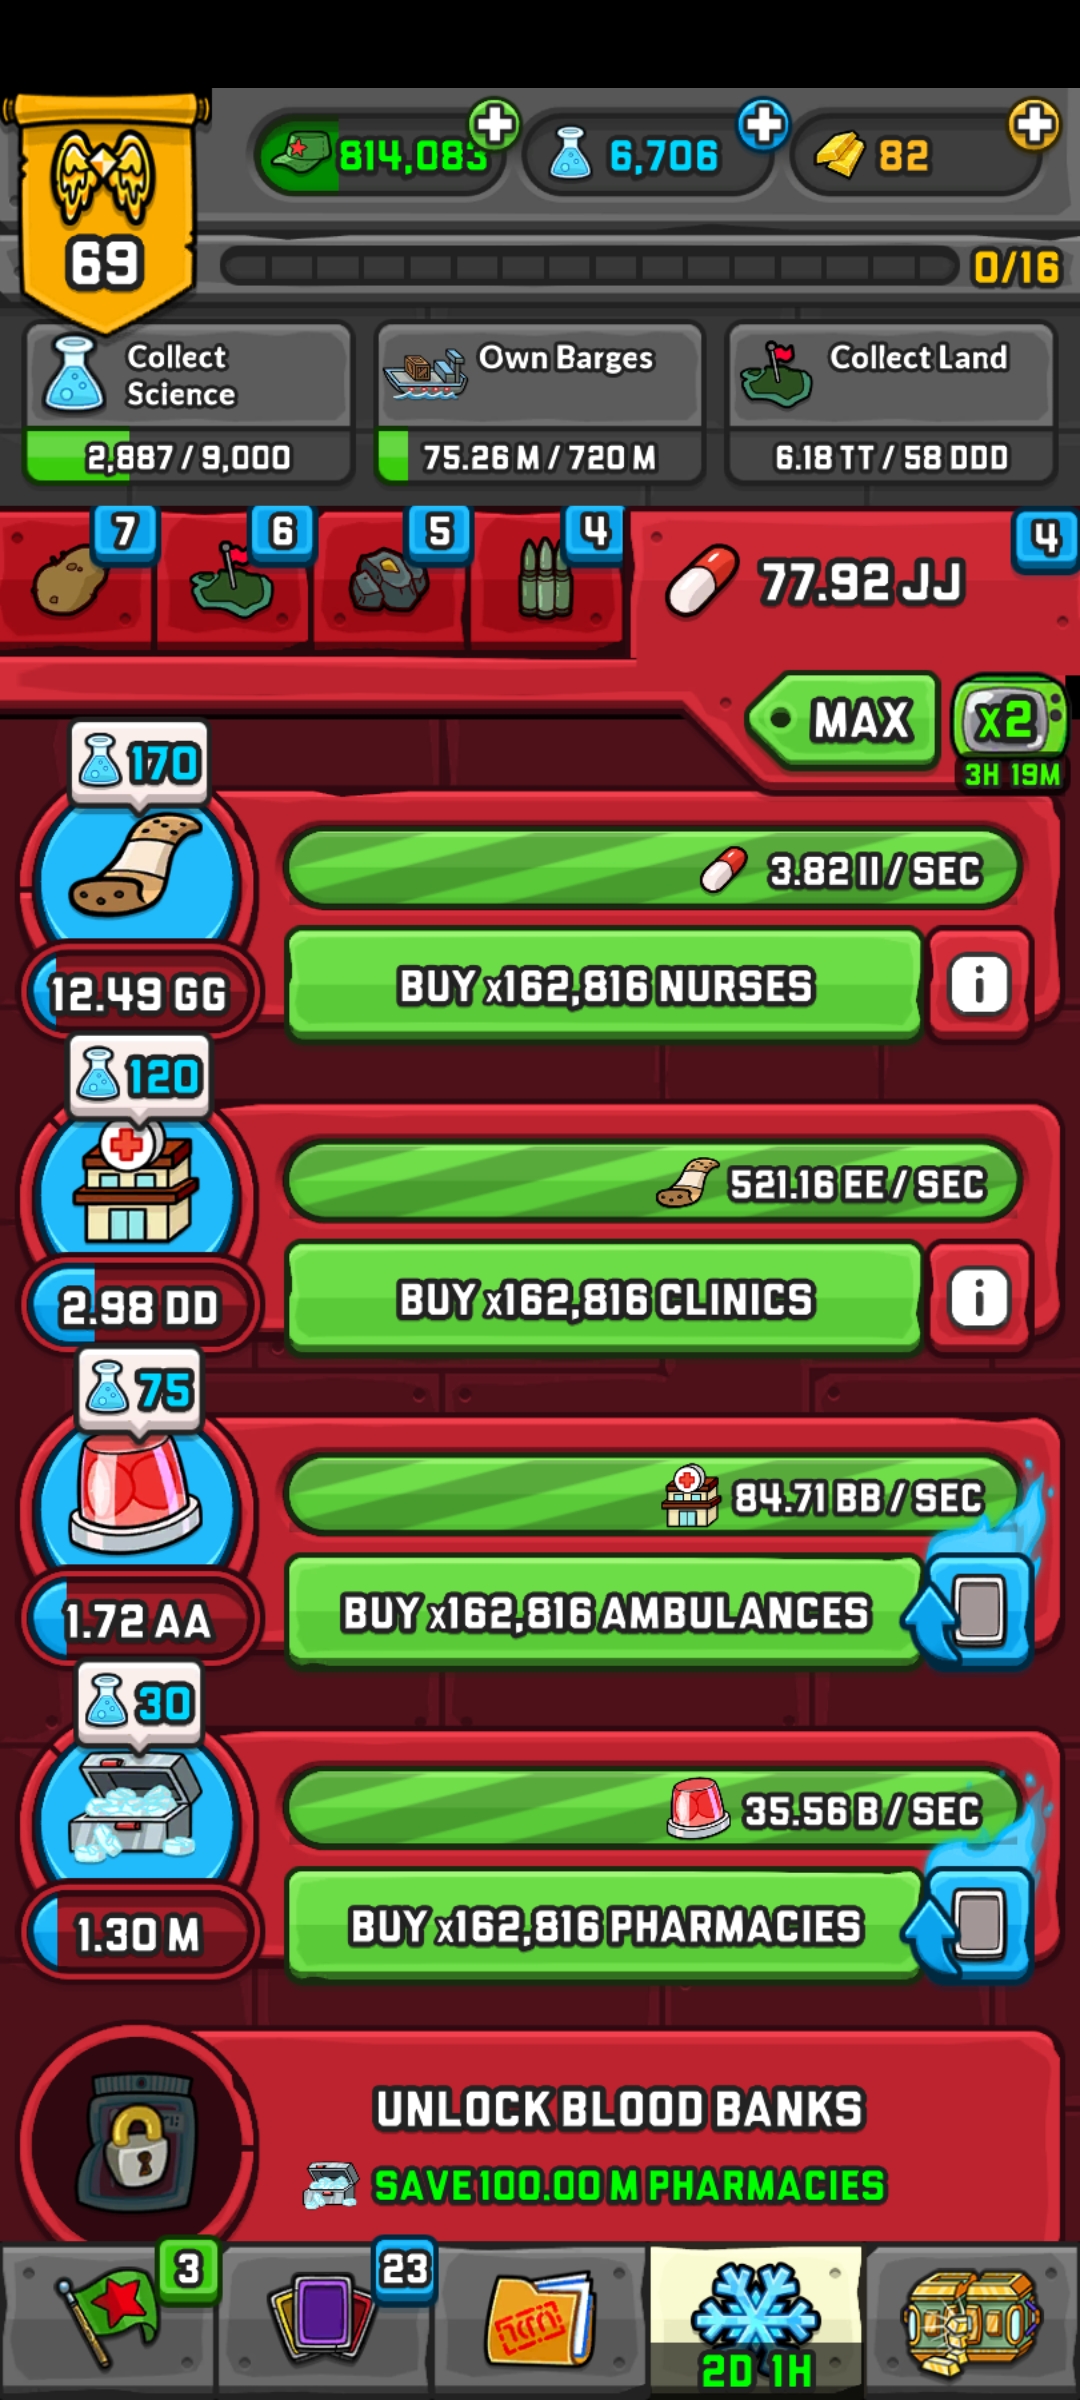 814,083
6,706
82
69
0/16
Collect
Science
2,887 / 9,000
Own Barges
75.26 M / 720 M
Collect Land
6.18 TT / 58 DDD
7
6
5
4
77.92 JJ
4
MAX
x2
3H 19M
170
3.82 II / SEC
12.49 GG
BUY x162,816 NURSES
i
120
521.16 EE / SEC
2.98 DD
BUY x162,816 CLINICS
i
75
84.71 BB / SEC
1.72 AA
BUY x162,816 AMBULANCES
30
35.56 B / SEC
1.30 M
BUY x162,816 PHARMACIES
UNLOCK BLOOD BANKS
SAVE 100.00 M PHARMACIES
3
23
2D 1H